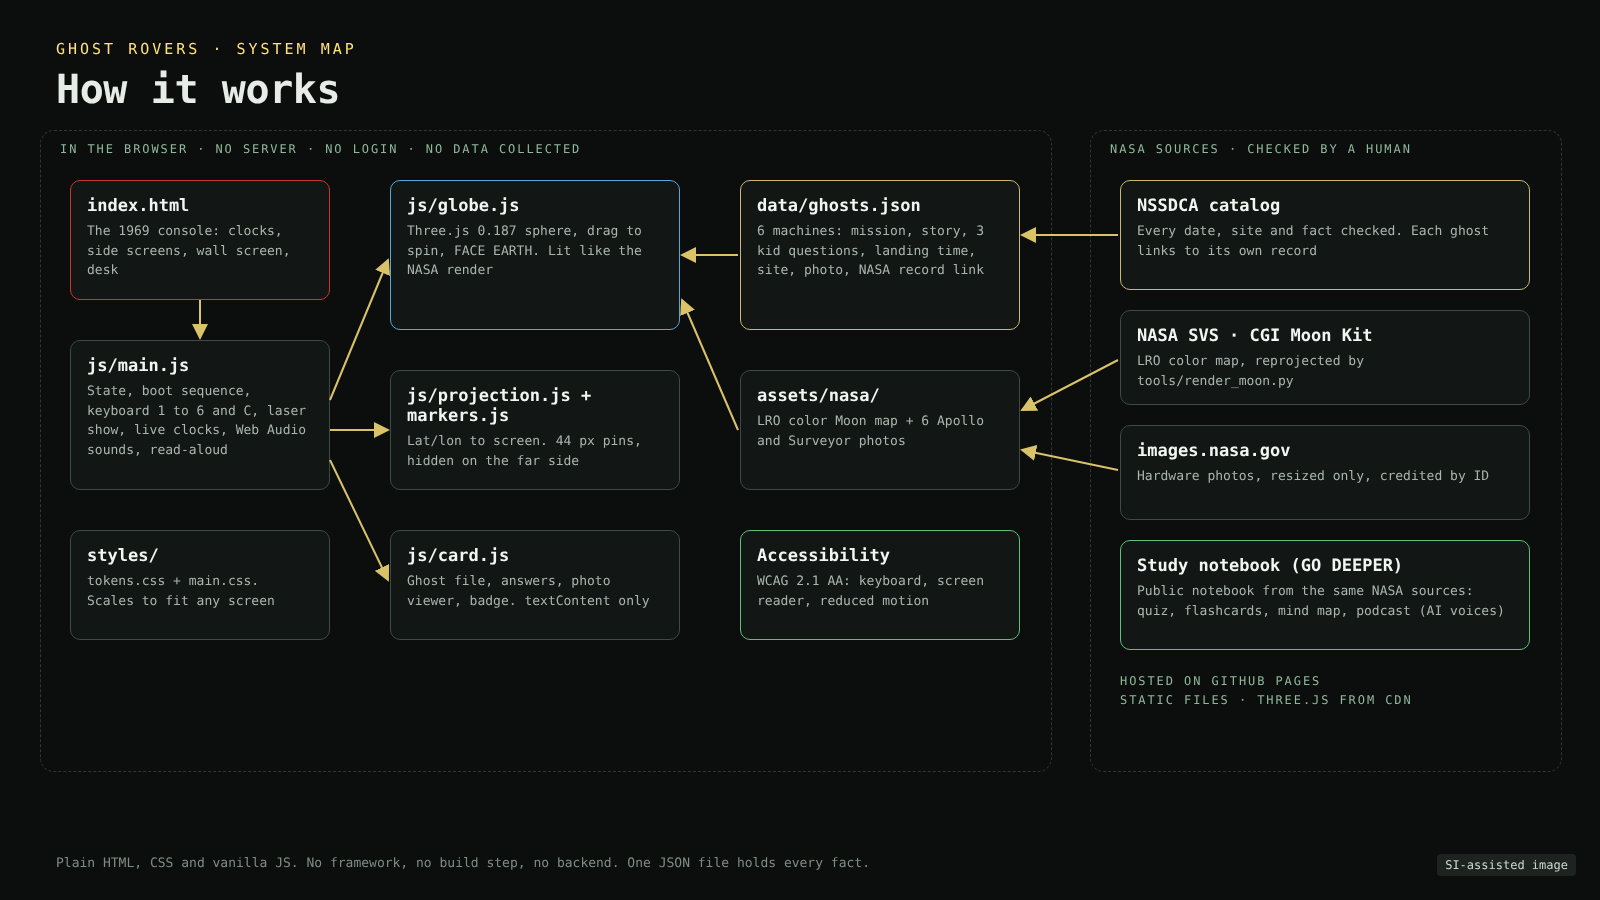 GHOST ROVERS · SYSTEM MAP
How it works
IN THE BROWSER · NO SERVER · NO LOGIN · NO DATA COLLECTED
index.html
The 1969 console: clocks,
side screens, wall screen,
desk
js/main.js
State, boot sequence,
keyboard 1 to 6 and C, laser
show, live clocks, Web Audio
sounds, read-aloud
styles/
tokens.css + main.css.
Scales to fit any screen
js/globe.js
Three.js 0.187 sphere, drag to
spin, FACE EARTH. Lit like the
NASA render
js/projection.js +
markers.js
Lat/lon to screen. 44 px pins,
hidden on the far side
js/card.js
Ghost file, answers, photo
viewer, badge. textContent only
data/ghosts.json
6 machines: mission, story, 3
kid questions, landing time,
site, photo, NASA record link
assets/nasa/
LRO color Moon map + 6 Apollo
and Surveyor photos
Accessibility
WCAG 2.1 AA: keyboard, screen
reader, reduced motion
NASA SOURCES · CHECKED BY A HUMAN
NSSDCA catalog
Every date, site and fact checked. Each ghost
links to its own record
NASA SVS · CGI Moon Kit
LRO color map, reprojected by
tools/render_moon.py
images.nasa.gov
Hardware photos, resized only, credited by ID
Study notebook (GO DEEPER)
Public notebook from the same NASA sources:
quiz, flashcards, mind map, podcast (AI voices)
HOSTED ON GITHUB PAGES
STATIC FILES · THREE.JS FROM CDN
Plain HTML, CSS and vanilla JS. No framework, no build step, no backend. One JSON file holds every fact.
SI-assisted image